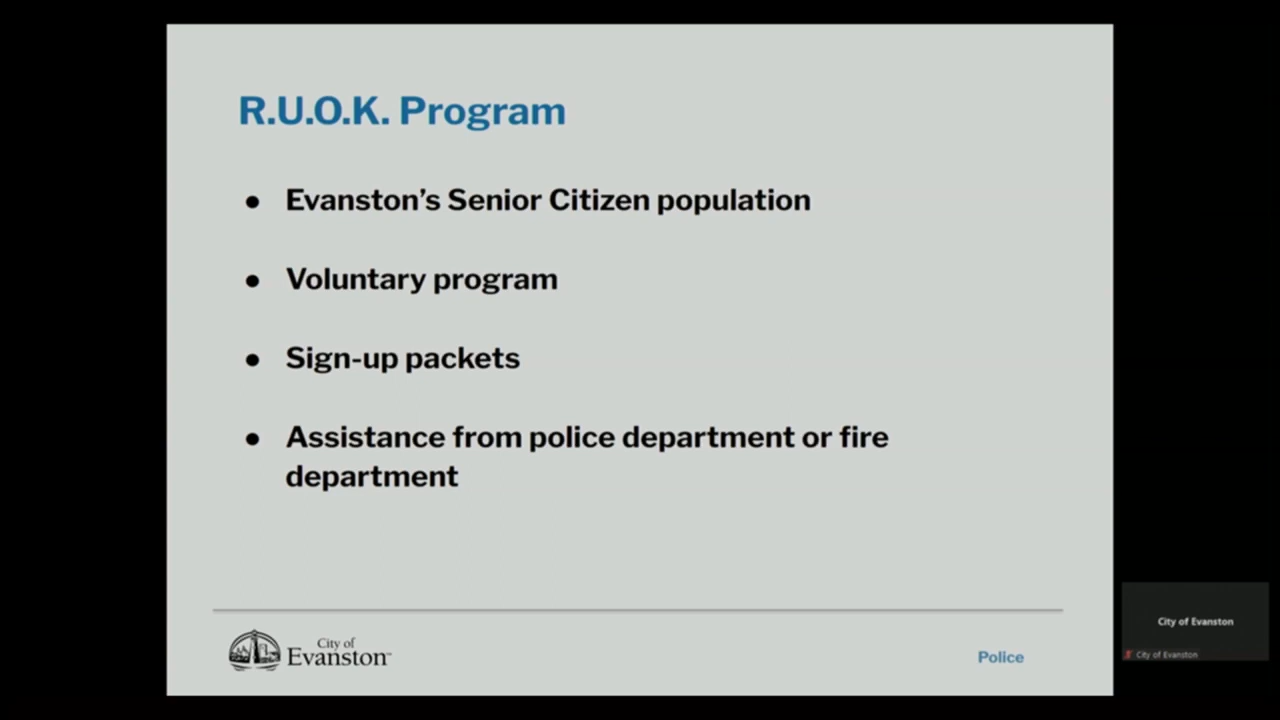 R.U.O.K. Program
● Evanston’s Senior Citizen population
● Voluntary program
● Sign-up packets
● Assistance from police department or fire
department
City of
Evanston™
Police
City of Evanston
City of Evanston